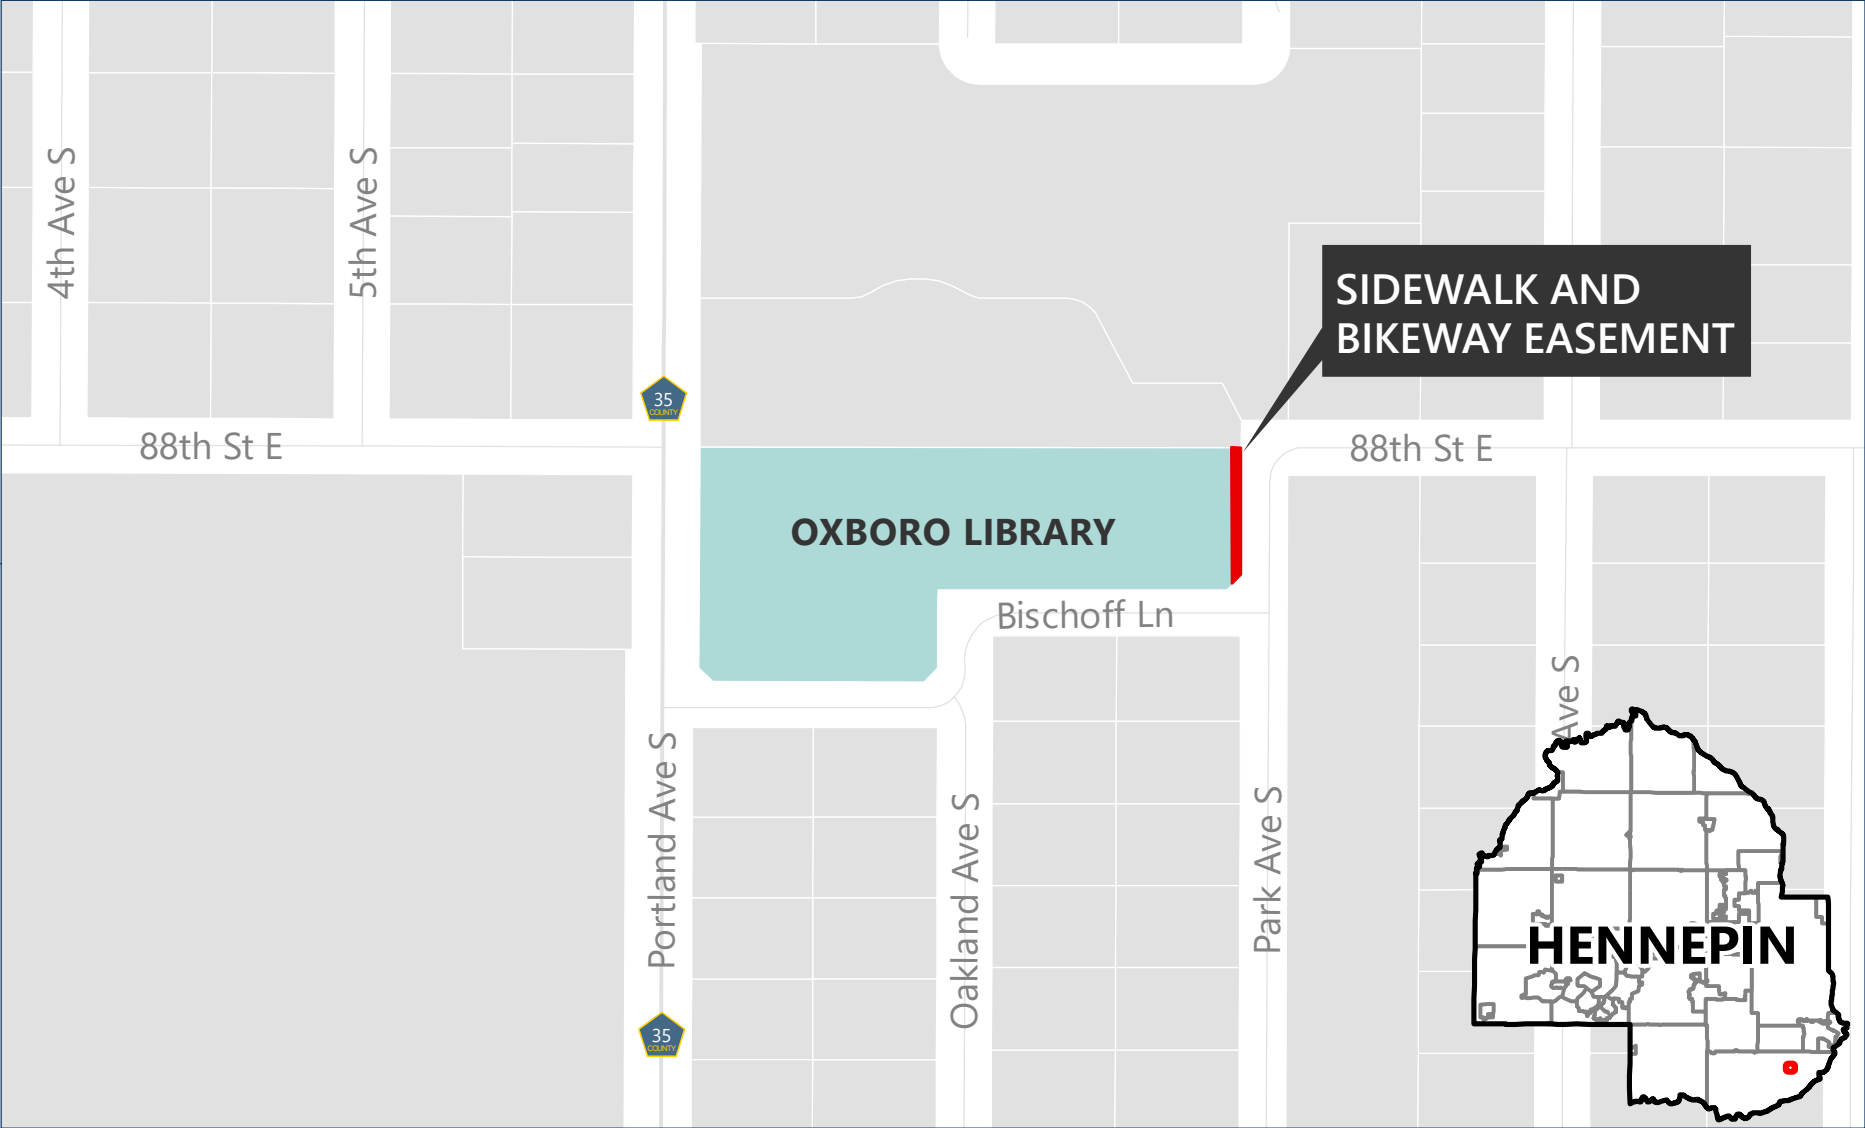 4th Ave S
5th Ave S
SIDEWALK AND
BIKEWAY EASEMENT
35
COUNTY
88th St E
88th St E
OXBORO LIBRARY
Bischoff Ln
Ave S
Portland Ave S
Oakland Ave S
Park Ave S
HENNEPIN
35
COUNTY